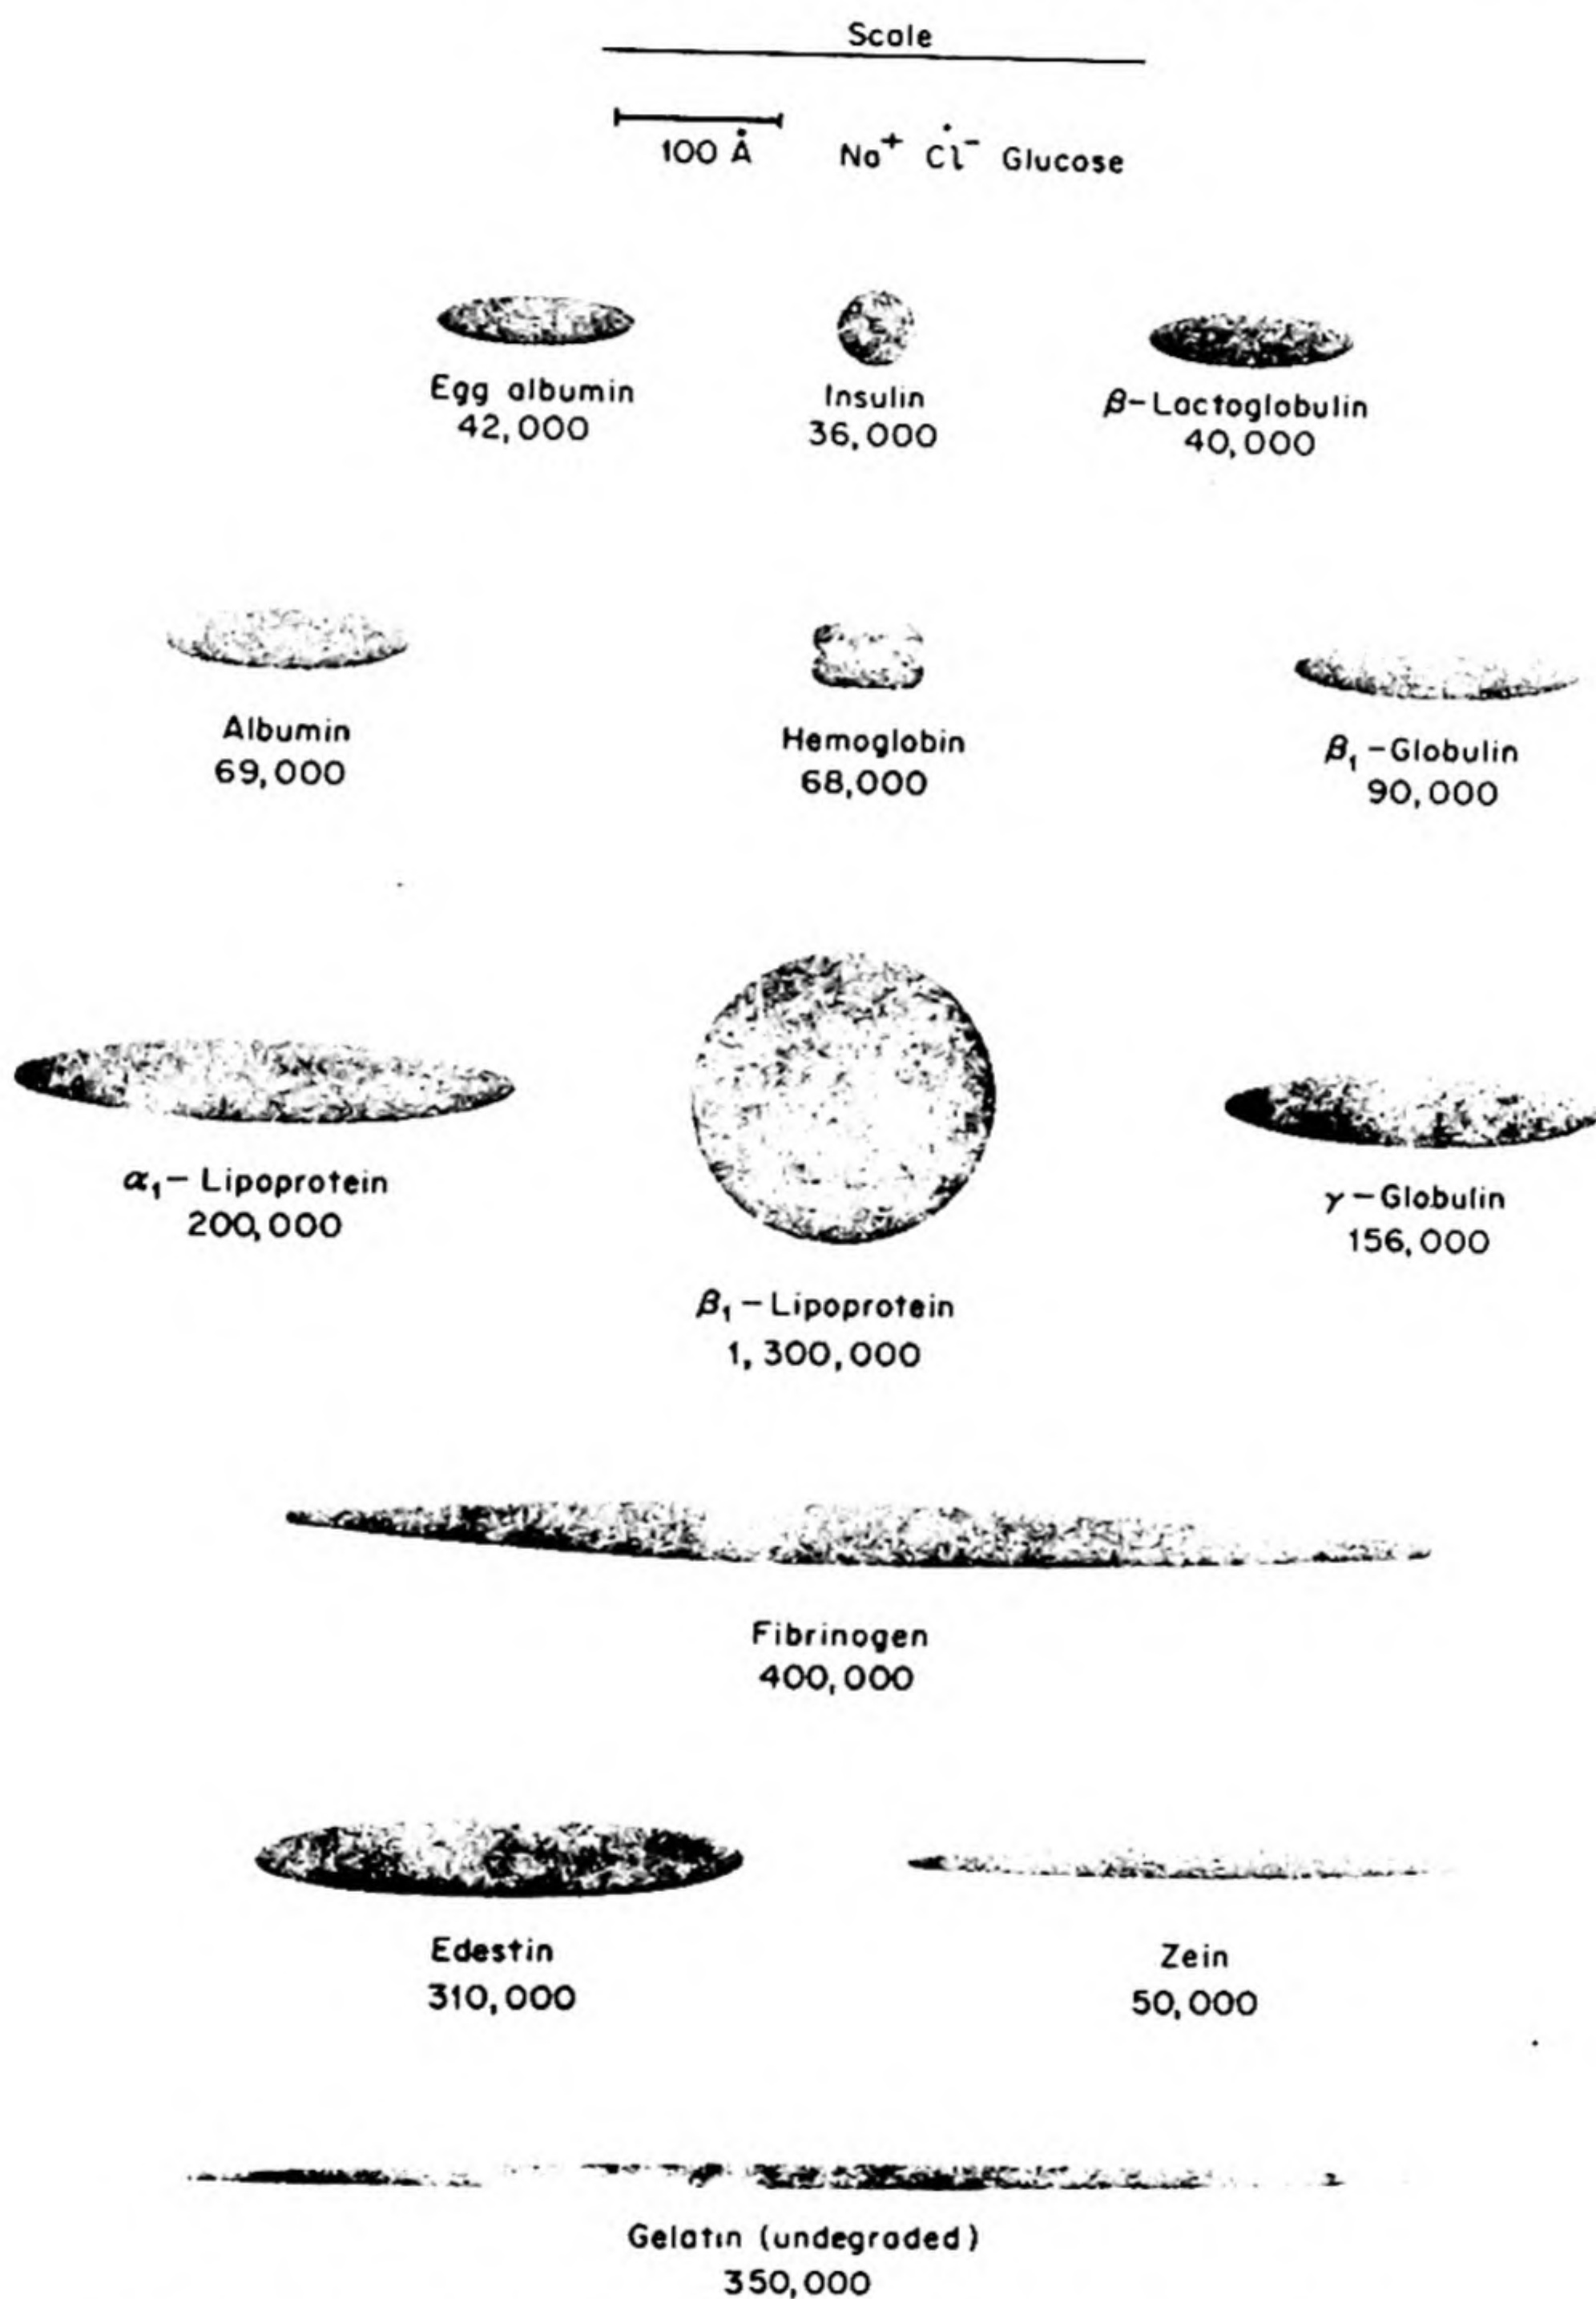 Scale
100 Å Na⁺ Cl⁻ Glucose
Egg albumin
42,000
Insulin
36,000
β-Lactoglobulin
40,000
Albumin
69,000
Hemoglobin
68,000
β₁-Globulin
90,000
α₁-Lipoprotein
200,000
β₁-Lipoprotein
1,300,000
γ-Globulin
156,000
Fibrinogen
400,000
Edestin
310,000
Zein
50,000
Gelatin (undegraded)
350,000